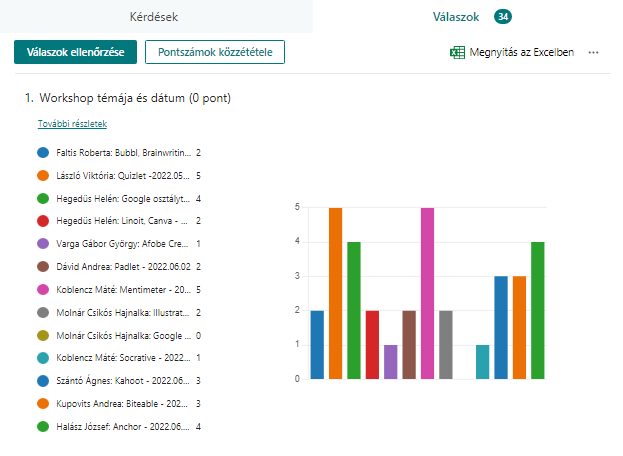 Kérdések
Válaszok 34
Válaszok ellenőrzése
Pontszámok közzététele
Megnyitás az Excelben ...
1. Workshop témája és dátum (0 pont)
További részletek
Faltis Roberta: Bubbl, Brainwritin... 2
László Viktória: Quizlet -2022.05... 5
Hegedűs Helén: Google osztályt... 4
Hegedűs Helén: Linoit, Canva - ... 2
Varga Gábor György: Afobe Cre... 1
Dávid Andrea: Padlet - 2022.06.02 2
Koblencz Máté: Mentimeter - 20... 5
Molnár Csikós Hajnalka: Illustrat... 2
Molnár Csikós Hajnalka: Google ... 0
Koblencz Máté: Socrative - 2022... 1
Szántó Ágnes: Kahoot - 2022.06... 3
Kupovits Andrea: Biteable - 202... 3
Halász József: Anchor - 2022.06.... 4
5
4
3
2
1
0